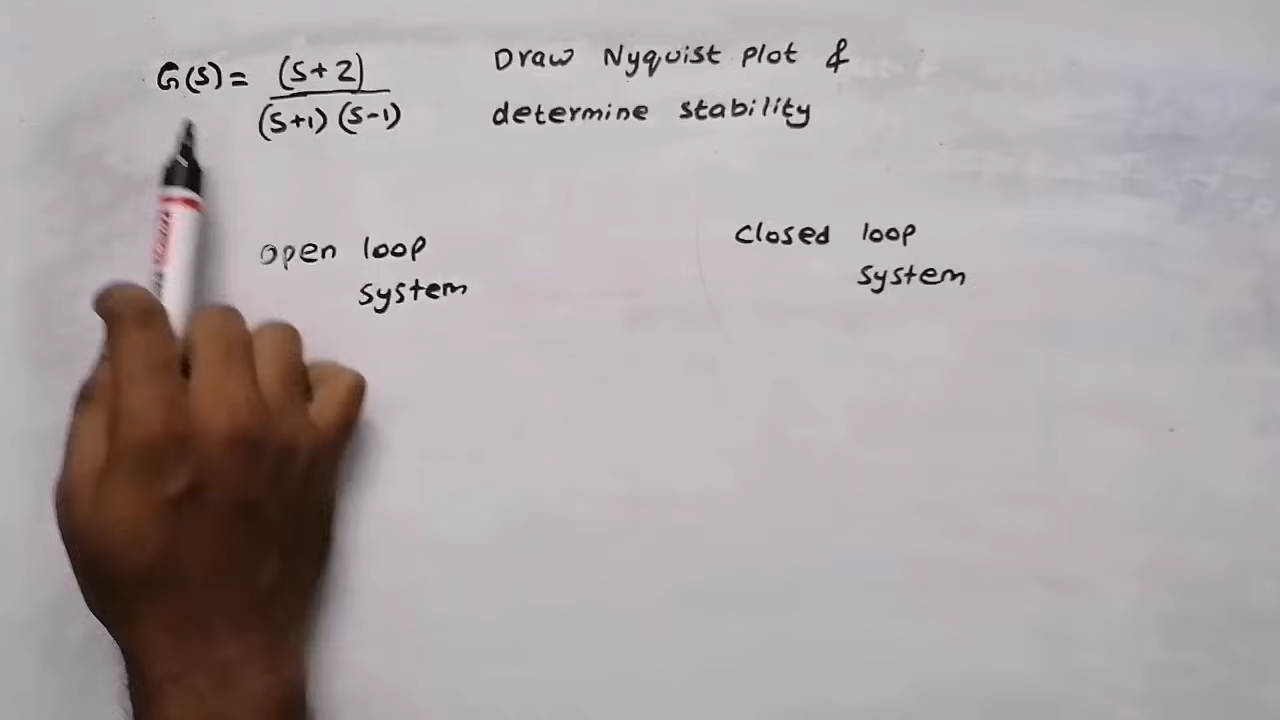 G(s) = (s+2) / (s+1) (s-1)
Draw Nyquist plot &
determine stability
open loop
system
closed loop
system